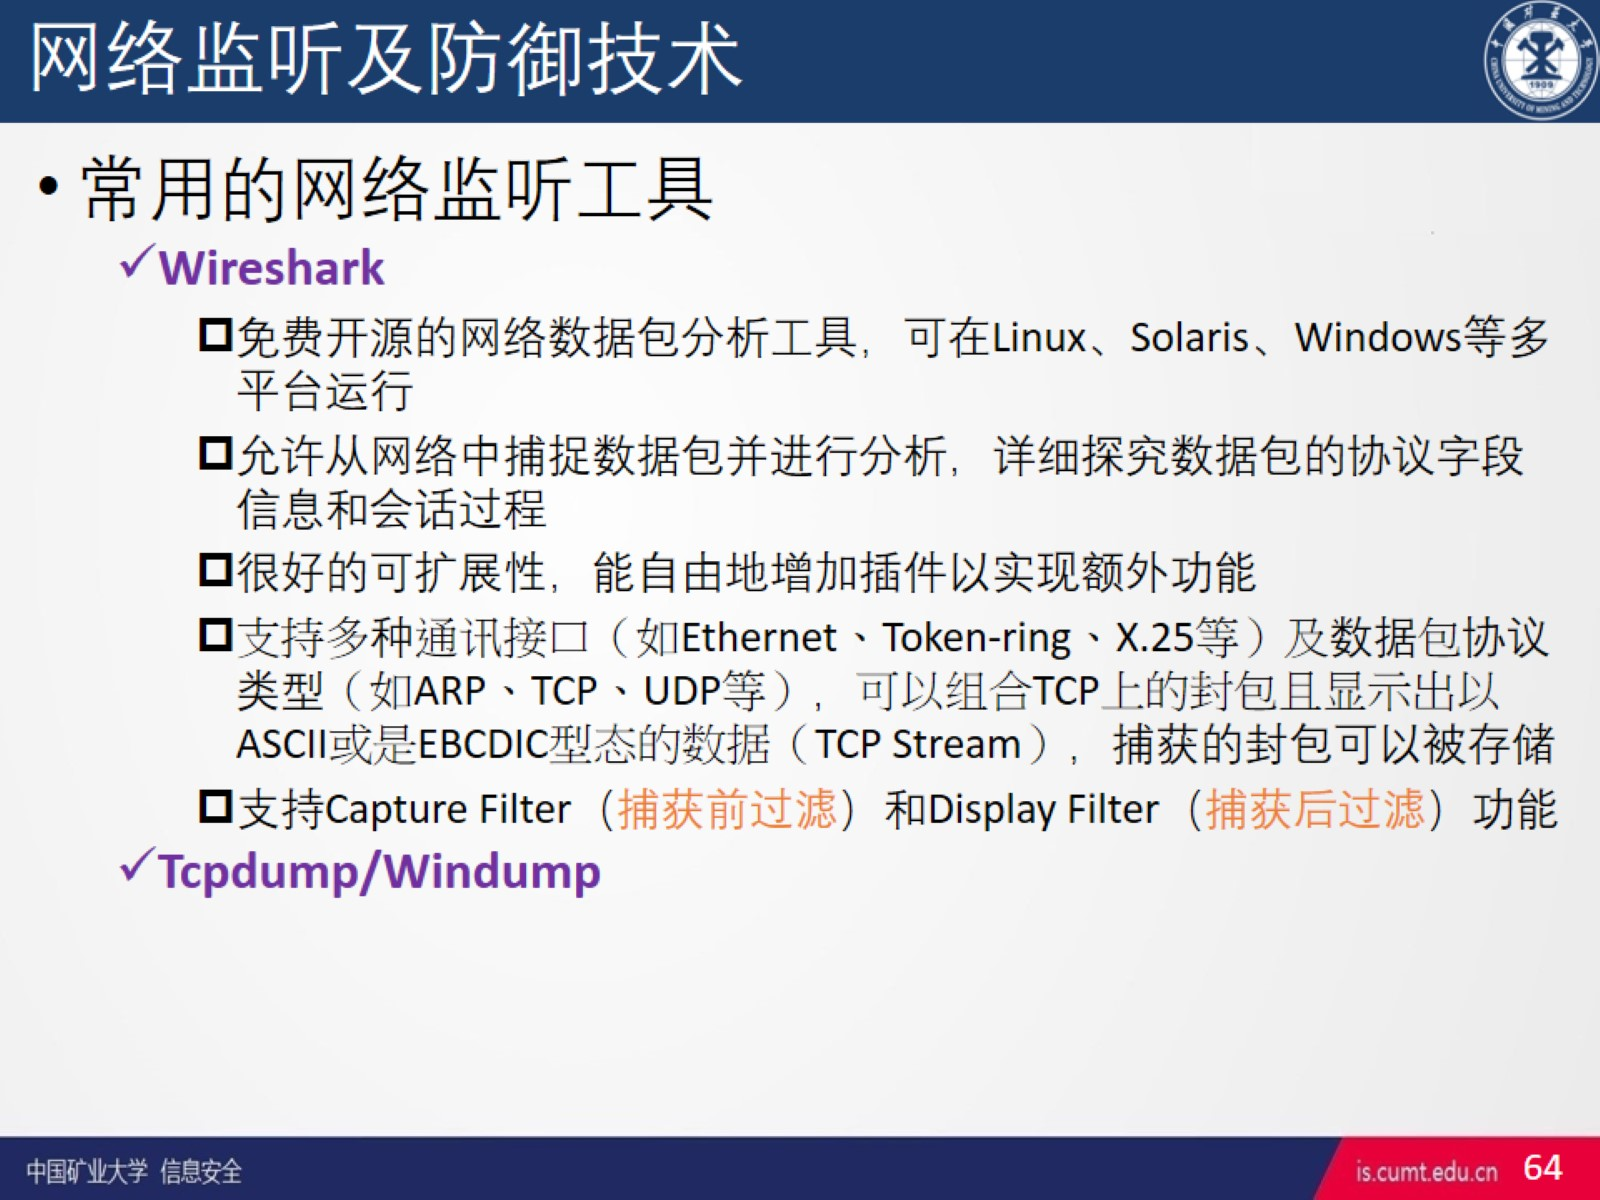 网络监听及防御技术
1909
CHINA UNIVERSITY OF MINING AND TECHNOLOGY
• 常用的网络监听工具
✓Wireshark
免费开源的网络数据包分析工具，可在Linux、Solaris、Windows等多
平台运行
允许从网络中捕捉数据包并进行分析，详细探究数据包的协议字段
信息和会话过程
很好的可扩展性，能自由地增加插件以实现额外功能
支持多种通讯接口（如Ethernet、Token-ring、X.25等）及数据包协议
类型（如ARP、TCP、UDP等），可以组合TCP上的封包且显示出以
ASCII或是EBCDIC型态的数据（TCP Stream），捕获的封包可以被存储
支持Capture Filter（捕获前过滤）和Display Filter（捕获后过滤）功能
✓Tcpdump/Windump
中国矿业大学 信息安全
is.cumt.edu.cn 64